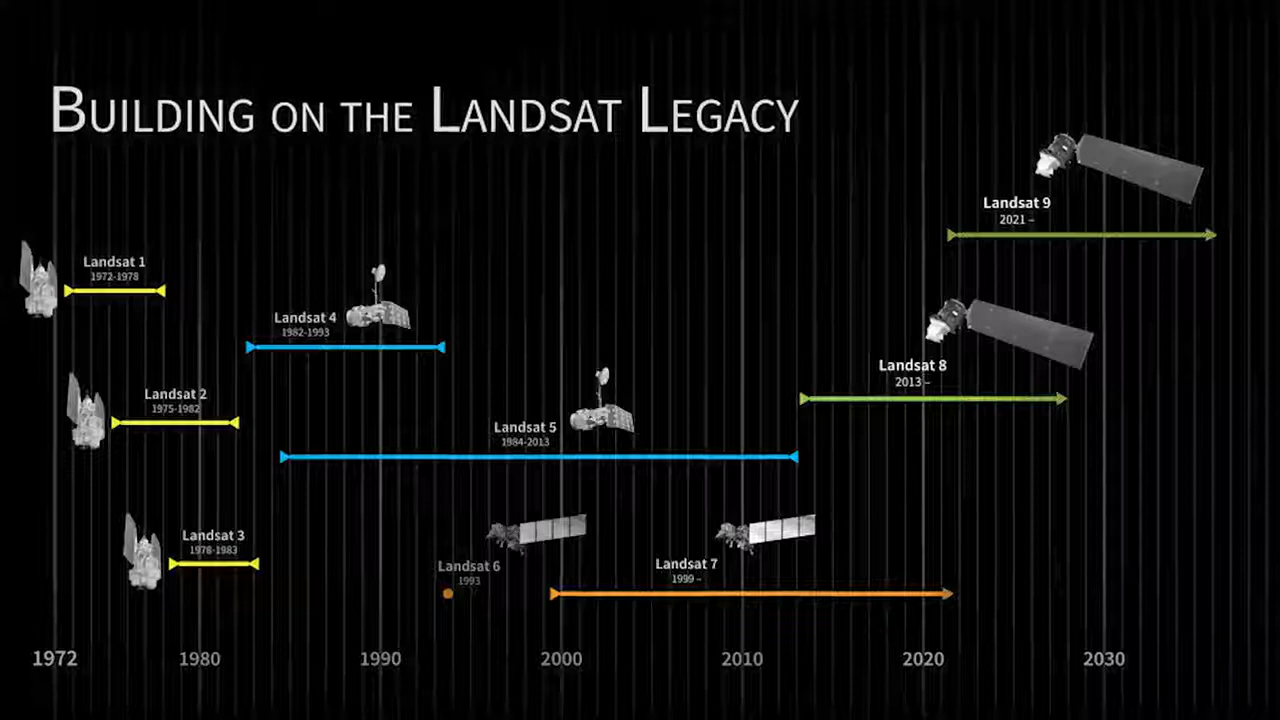 Building on the Landsat Legacy
Landsat 9
2021 –
Landsat 1
1972-1978
Landsat 4
1982-1993
Landsat 8
2013 –
Landsat 2
1975-1982
Landsat 5
1984-2013
Landsat 3
1978-1983
Landsat 6
1993
Landsat 7
1999 –
1972 1980 1990 2000 2010 2020 2030